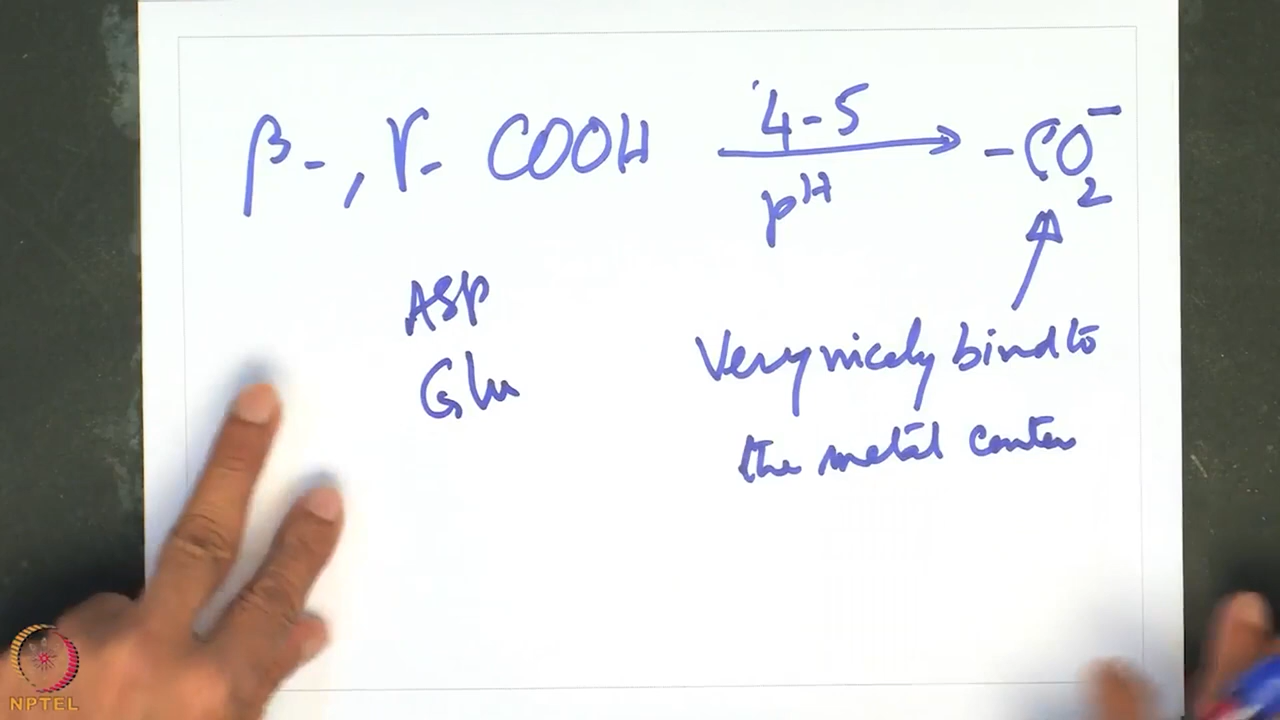 β-, γ- COOH 4-5 pH -CO2⁻
Asp
Glu
Very nicely bind to
the metal center
NPTEL